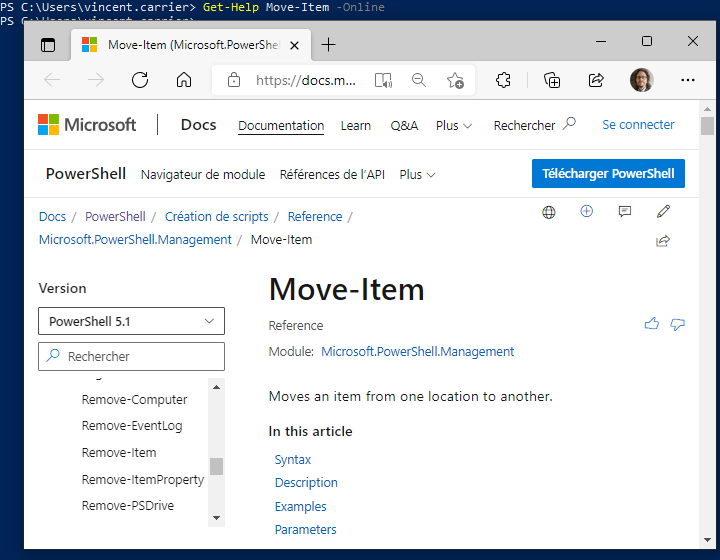 PS C:\Users\vincent.carrier> Get-Help Move-Item -Online
PS C:\Users\vincent.carrier>
Move-Item (Microsoft.PowerShel
https://docs.m...
Microsoft
Docs
Documentation
Learn
Q&A
Plus
Rechercher
Se connecter
PowerShell
Navigateur de module
Références de l'API
Plus
Télécharger PowerShell
Docs / PowerShell / Création de scripts / Reference /
Microsoft.PowerShell.Management / Move-Item
Version
PowerShell 5.1
Rechercher
Remove-Computer
Remove-EventLog
Remove-Item
Remove-ItemProperty
Remove-PSDrive
Move-Item
Reference
Module: Microsoft.PowerShell.Management
Moves an item from one location to another.
In this article
Syntax
Description
Examples
Parameters